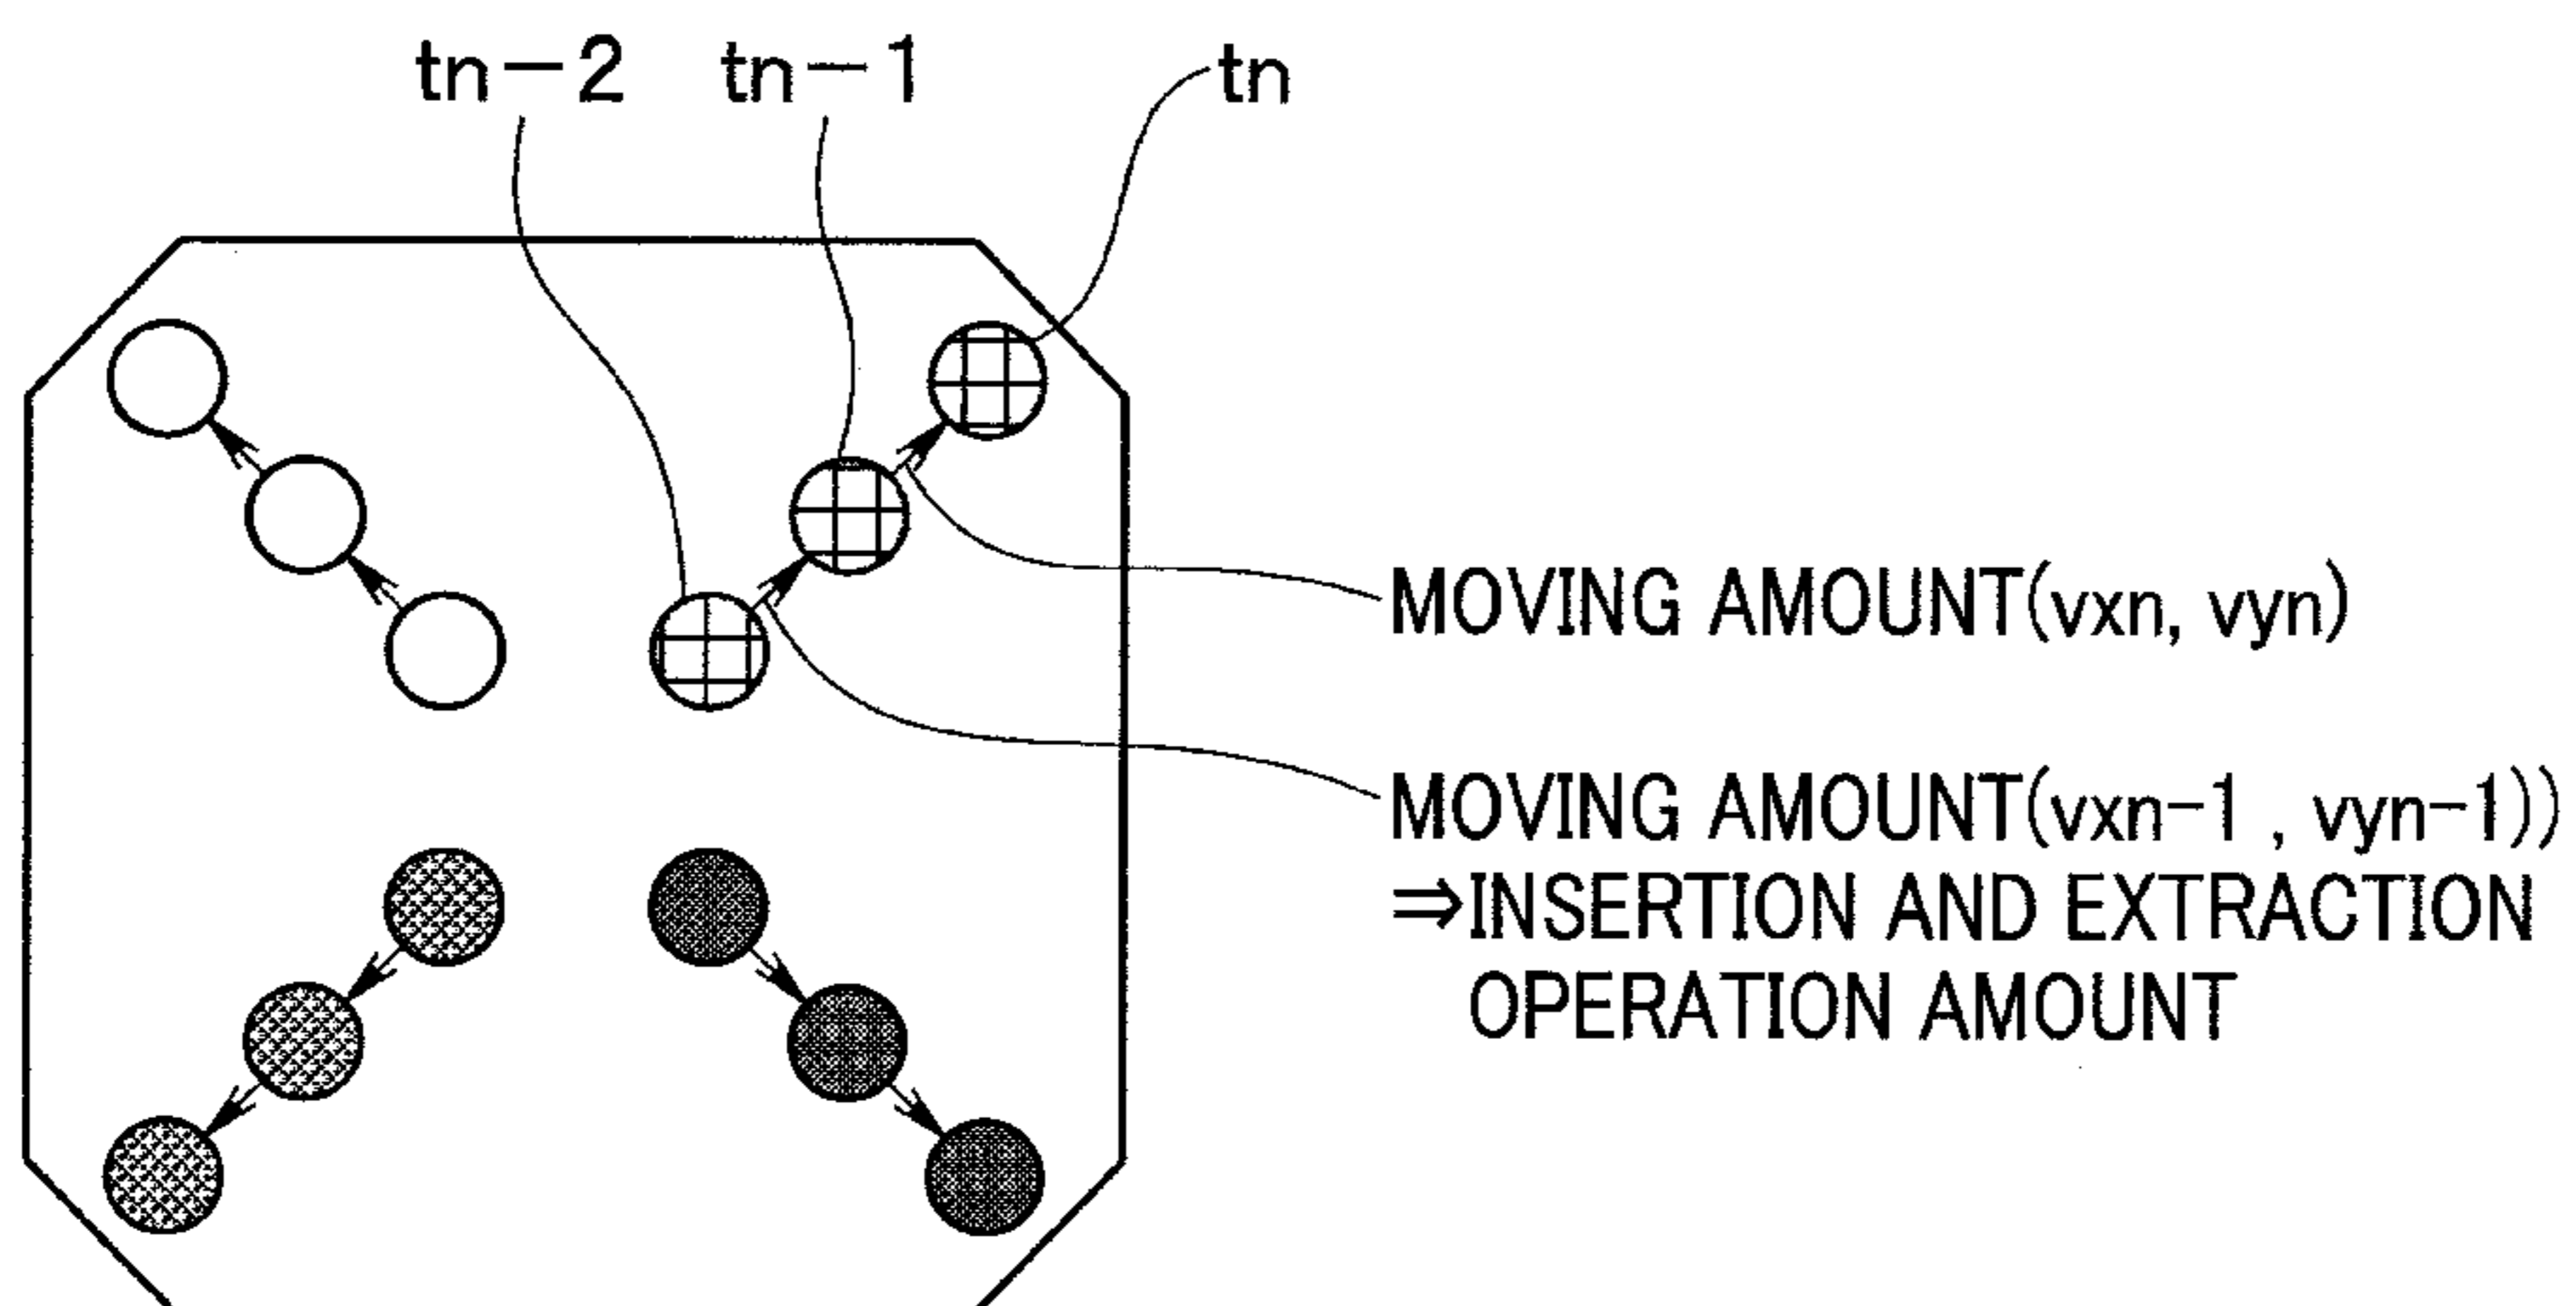 tn-2 tn-1 tn
MOVING AMOUNT(vxn, vyn)
MOVING AMOUNT(vxn-1 , vyn-1))
⇒INSERTION AND EXTRACTION
OPERATION AMOUNT